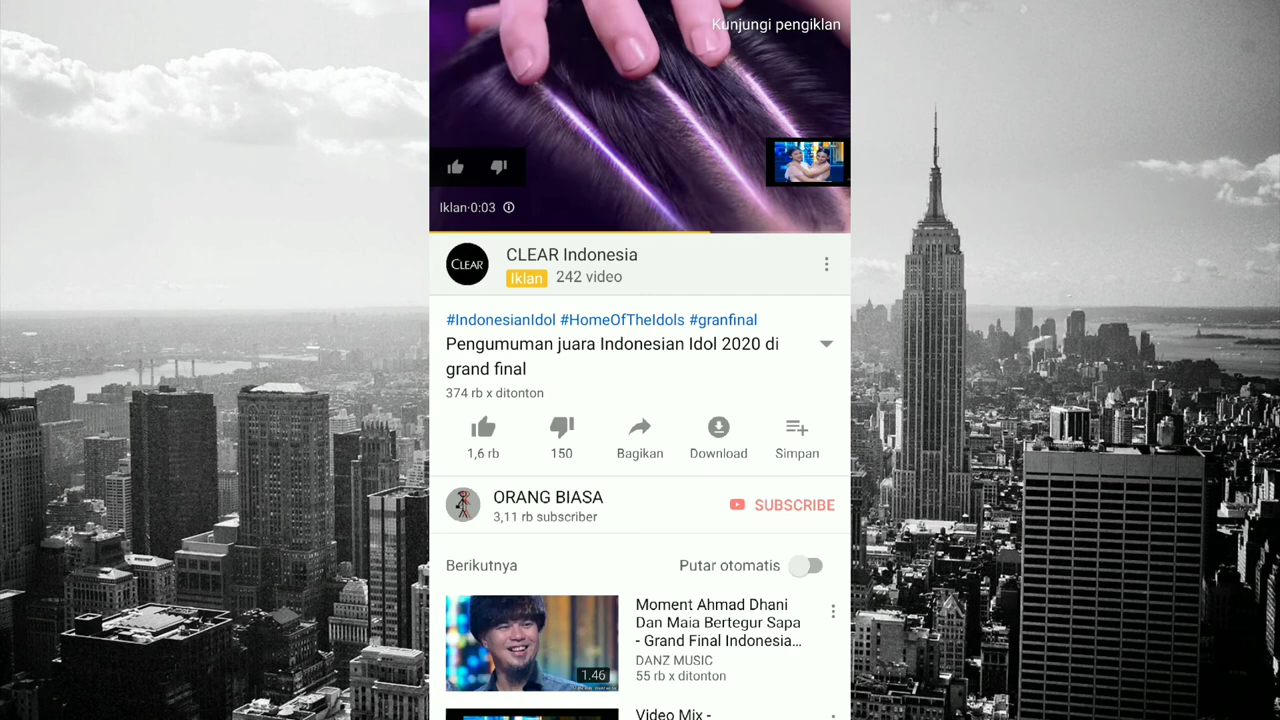 Kunjungi pengiklan
Iklan·0:03
CLEAR
CLEAR Indonesia
Iklan 242 video
#IndonesianIdol #HomeOfTheIdols #granfinal
Pengumuman juara Indonesian Idol 2020 di
grand final
374 rb x ditonton
1,6 rb
150
Bagikan
Download
Simpan
ORANG BIASA
3,11 rb subscriber
SUBSCRIBE
Berikutnya
Putar otomatis
1.46
Moment Ahmad Dhani
Dan Maia Bertegur Sapa
- Grand Final Indonesia...
DANZ MUSIC
55 rb x ditonton
Video Mix -